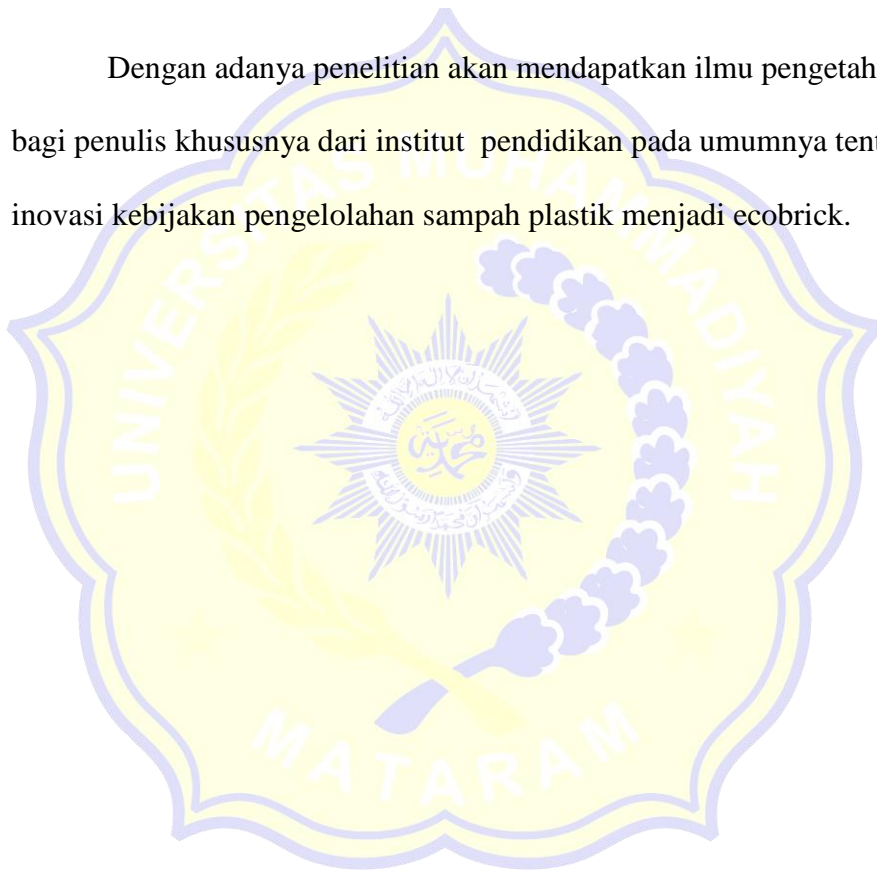 Dengan adanya penelitian akan mendapatkan ilmu pengetah
bagi penulis khususnya dari institut pendidikan pada umumnya tent
inovasi kebijakan pengelolahan sampah plastik menjadi ecobrick.
UNIVERSITAS MUHAMMADIYAH
MATARAM